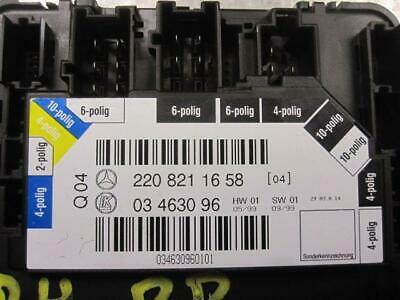 10-polig
6-polig
6-polig
6-polig
4-polig
10-polig
10-polig
4-polig
2-polig
4-polig
4-polig
Q 04
220 821 16 58 [04]
03 4630 96
HW 01 SW 01
05/99 09/99
034630960101
Sonderkennzeichnung